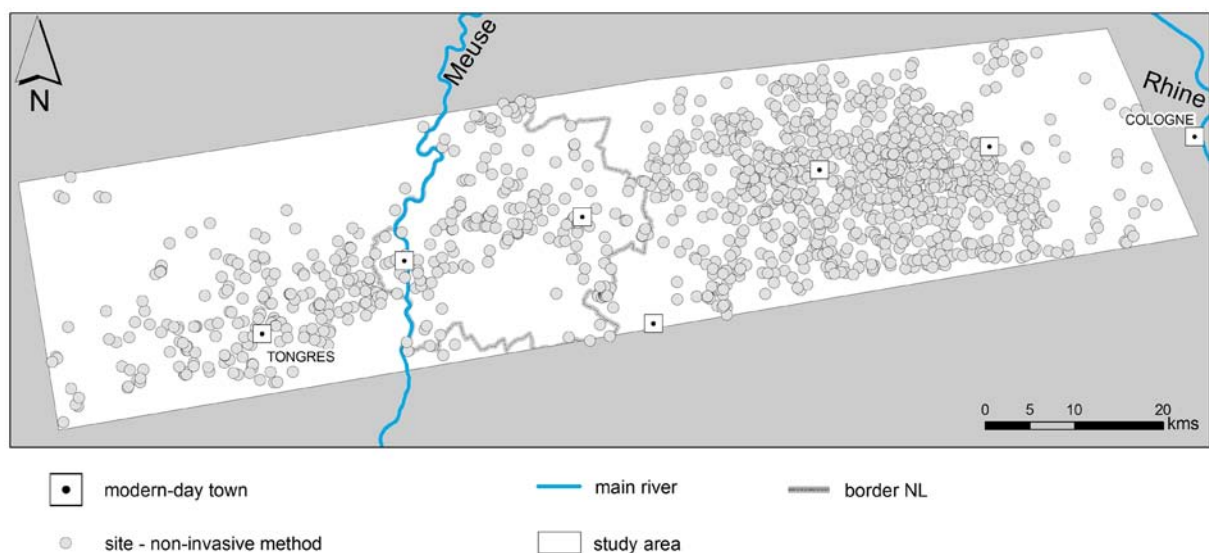 Meuse
Rhine
COLOGNE
N
TONGRES
0 5 10 20
kms
modern-day town
main river
border NL
site - non-invasive method
study area